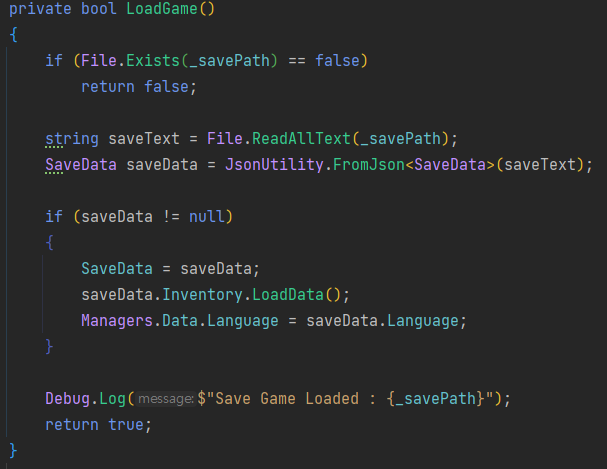 private bool LoadGame()
{
if (File.Exists(_savePath) == false)
return false;
string saveText = File.ReadAllText(_savePath);
SaveData saveData = JsonUtility.FromJson<SaveData>(saveText);
if (saveData != null)
{
SaveData = saveData;
saveData.Inventory.LoadData();
Managers.Data.Language = saveData.Language;
}
Debug.Log( message: $"Save Game Loaded : {_savePath}");
return true;
}